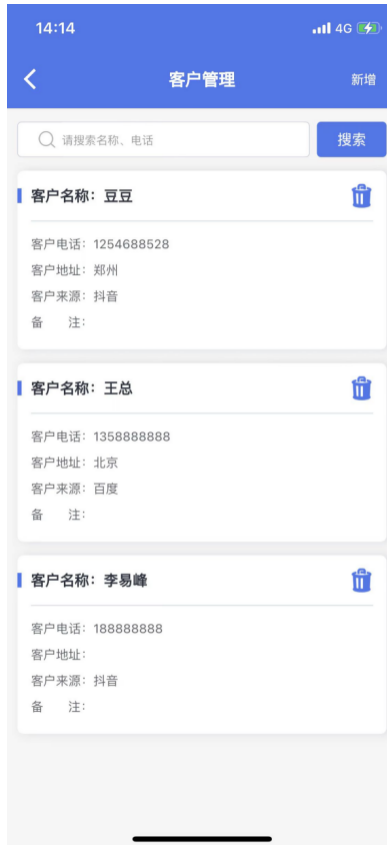 14:14
4G
客户管理
新增
请搜索名称、电话
搜索
客户名称：豆豆
客户电话：1254688528
客户地址：郑州
客户来源：抖音
备 注：
客户名称：王总
客户电话：1358888888
客户地址：北京
客户来源：百度
备 注：
客户名称：李易峰
客户电话：188888888
客户地址：
客户来源：抖音
备 注：